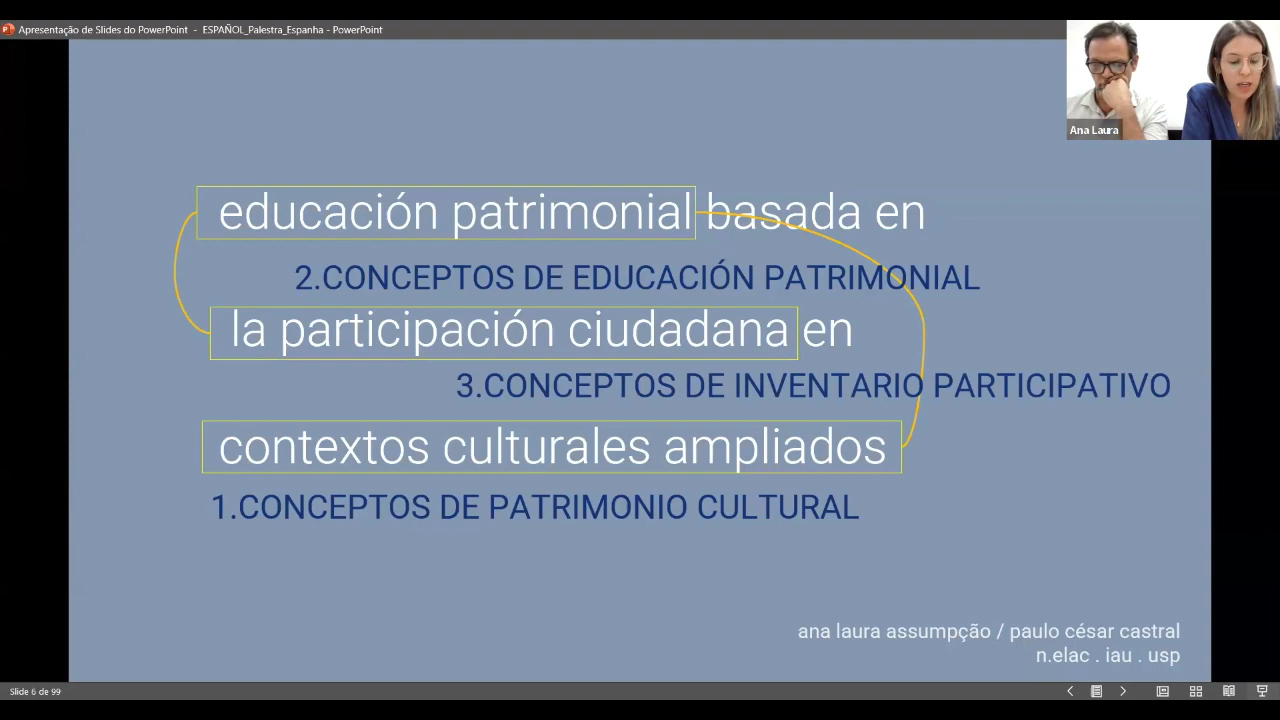 Apresentação de Slides do PowerPoint - ESPAÑOL_Palestra_Espanha - PowerPoint
Ana Laura
educación patrimonial basada en
2.CONCEPTOS DE EDUCACIÓN PATRIMONIAL
la participación ciudadana en
3.CONCEPTOS DE INVENTARIO PARTICIPATIVO
contextos culturales ampliados
1.CONCEPTOS DE PATRIMONIO CULTURAL
ana laura assumpção / paulo césar castral
n.elac . iau . usp
Slide 6 de 99